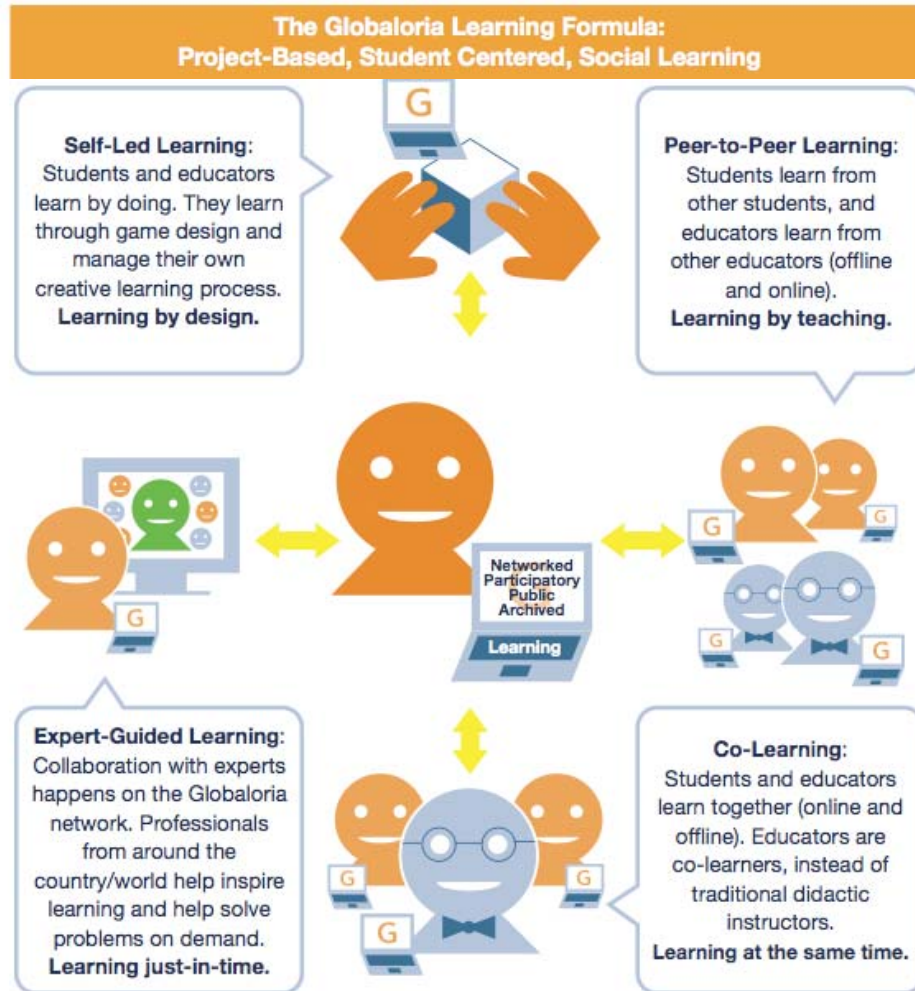 The Globaloria Learning Formula:
Project-Based, Student Centered, Social Learning
G
Self-Led Learning:
Students and educators
learn by doing. They learn
through game design and
manage their own
creative learning process.
Learning by design.
Peer-to-Peer Learning:
Students learn from
other students, and
educators learn from
other educators (offline
and online).
Learning by teaching.
G
Networked
Participatory
Public
Archived
Learning
G
G
G
G
Expert-Guided Learning:
Collaboration with experts
happens on the Globaloria
network. Professionals
from around the
country/world help inspire
learning and help solve
problems on demand.
Learning just-in-time.
G
G
G
Co-Learning:
Students and educators
learn together (online and
offline). Educators are
co-learners, instead of
traditional didactic
instructors.
Learning at the same time.